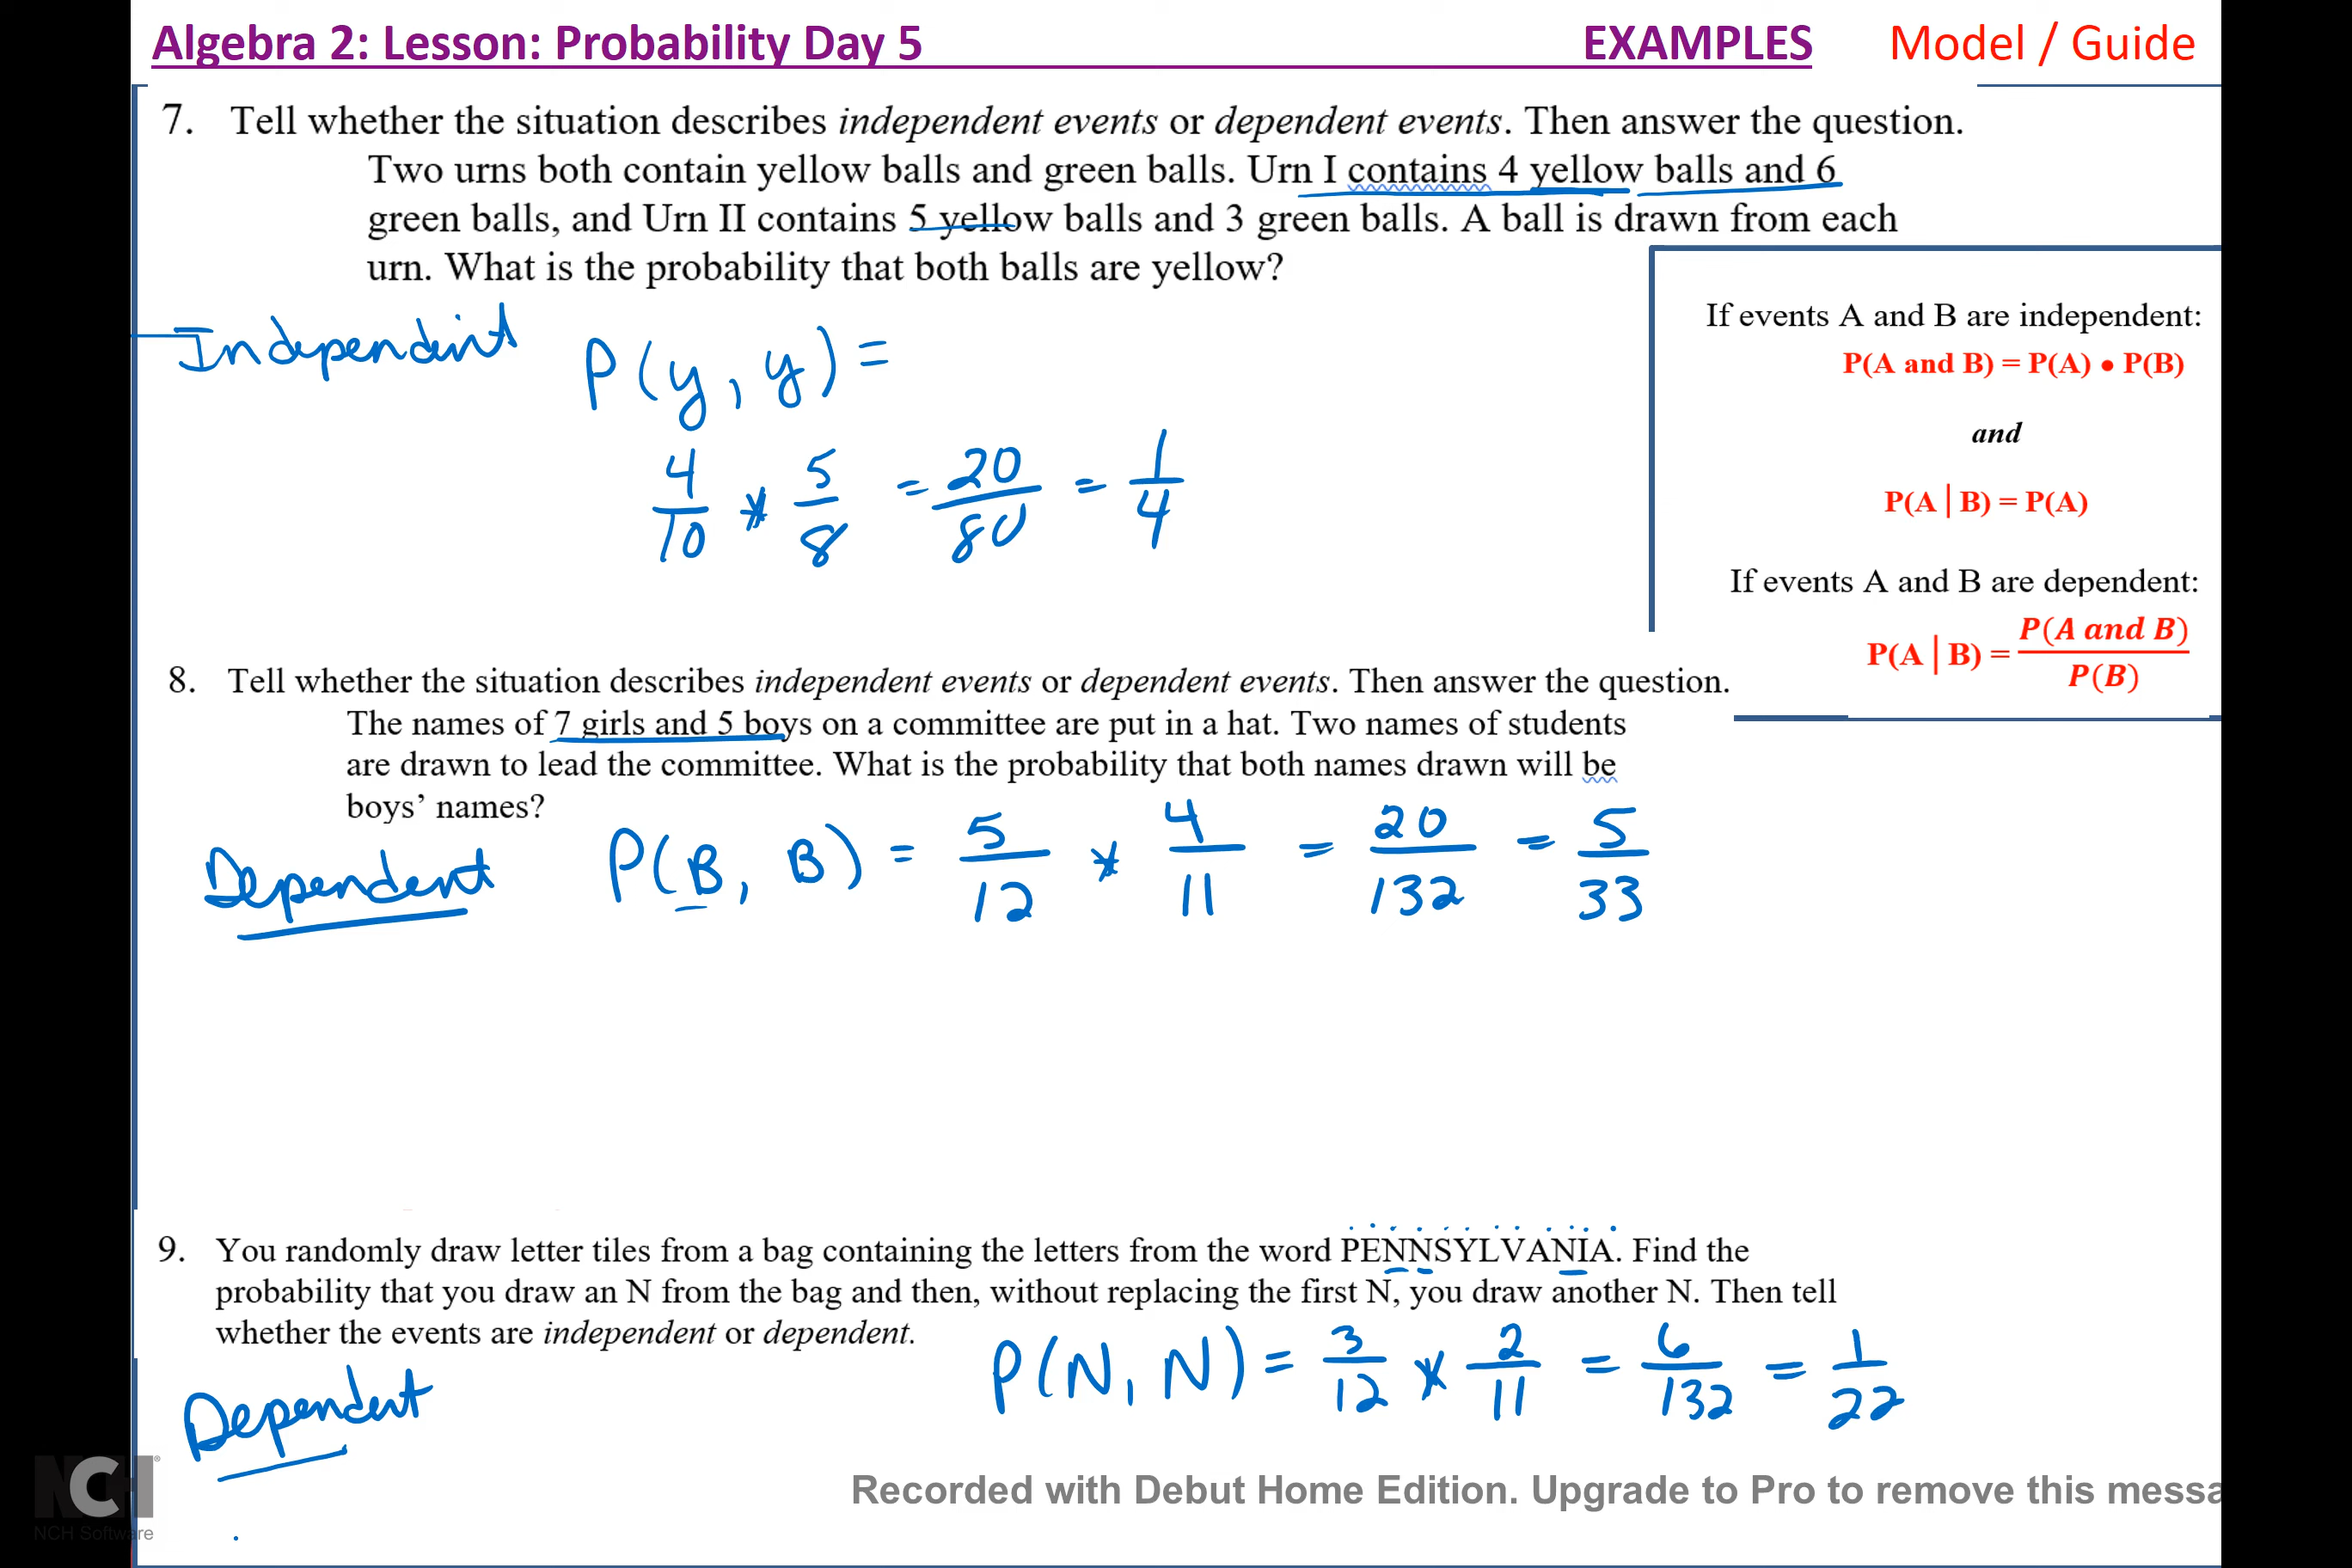 Algebra 2: Lesson: Probability Day 5 EXAMPLES Model / Guide
7. Tell whether the situation describes independent events or dependent events. Then answer the question.
Two urns both contain yellow balls and green balls. Urn I contains 4 yellow balls and 6
green balls, and Urn II contains 5 yellow balls and 3 green balls. A ball is drawn from each
urn. What is the probability that both balls are yellow?
Independent P(y, y) =
4/10 * 5/8 = 20/80 = 1/4
If events A and B are independent:
P(A and B) = P(A) • P(B)
and
P(A | B) = P(A)
If events A and B are dependent:
P(A | B) = P(A and B)/P(B)
8. Tell whether the situation describes independent events or dependent events. Then answer the question.
The names of 7 girls and 5 boys on a committee are put in a hat. Two names of students
are drawn to lead the committee. What is the probability that both names drawn will be
boys’ names?
Dependent P(B, B) = 5/12 * 4/11 = 20/132 = 5/33
9. You randomly draw letter tiles from a bag containing the letters from the word PENNSYLVANIA. Find the
probability that you draw an N from the bag and then, without replacing the first N, you draw another N. Then tell
whether the events are independent or dependent.
Dependent P(N, N) = 3/12 * 2/11 = 6/132 = 1/22
NCH®
NCH Software
Recorded with Debut Home Edition. Upgrade to Pro to remove this messa